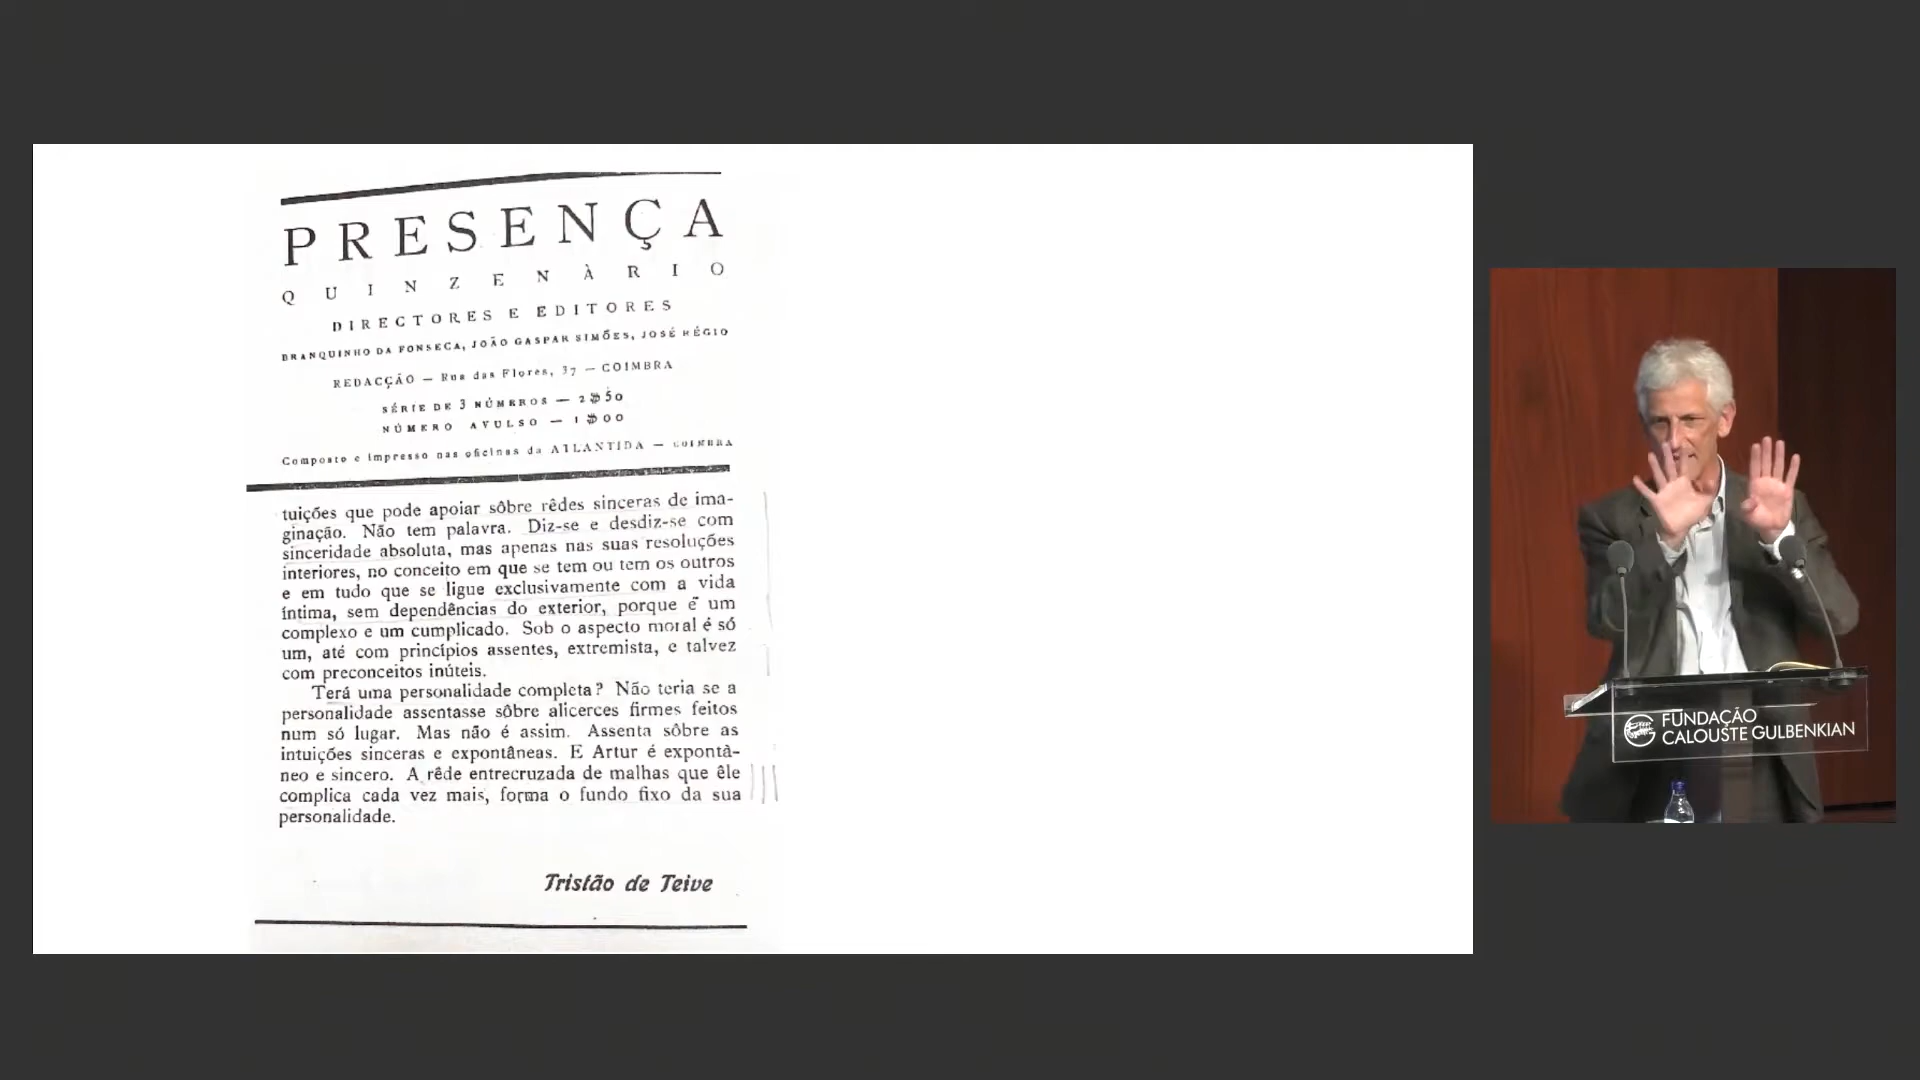 PRESENÇA
QUINZENÀRIO
DIRECTORES E EDITORES
BRANQUINHO DA FONSECA, JOÃO GASPAR SIMÕES, JOSÉ RÉGIO
REDACÇÃO — Rua das Flores, 37 — COIMBRA
SÉRIE DE 3 NÚMEROS — 2$50
NÚMERO AVULSO — 1$00
Composto e impresso nas oficinas da ATLANTIDA — COIMBRA
tuições que pode apoiar sôbre rêdes sinceras de ima-
ginação. Não tem palavra. Diz-se e desdiz-se com
sinceridade absoluta, mas apenas nas suas resoluções
interiores, no conceito em que se tem ou tem os outros
e em tudo que se ligue exclusivamente com a vida
íntima, sem dependências do exterior, porque é um
complexo e um cumplicado. Sob o aspecto moral é só
um, até com princípios assentes, extremista, e talvez
com preconceitos inúteis.
Terá uma personalidade completa? Não teria se a
personalidade assentasse sôbre alicerces firmes feitos
num só lugar. Mas não é assim. Assenta sôbre as
intuições sinceras e expontâneas. E Artur é expontà-
neo e sincero. A rêde entrecruzada de malhas que êle
complica cada vez mais, forma o fundo fixo da sua
personalidade.
Tristão de Teive
FUNDAÇÃO
CALOUSTE GULBENKIAN